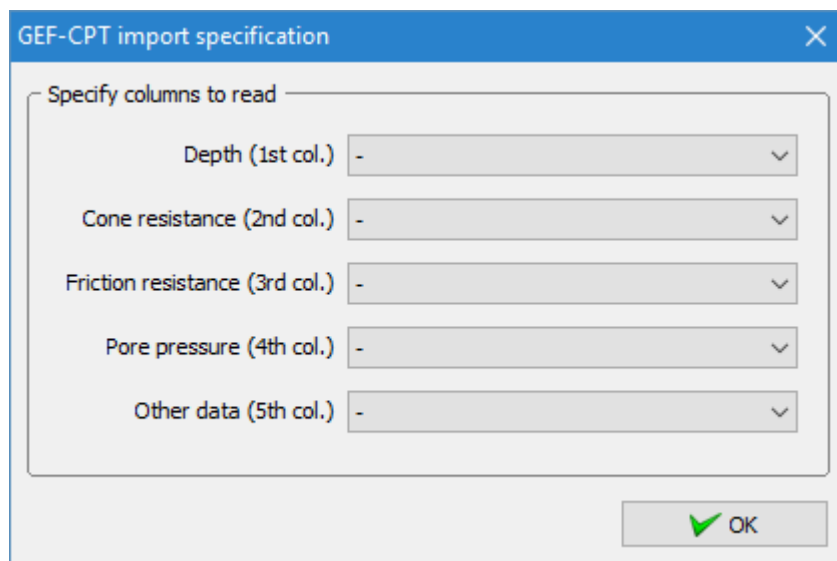 GEF-CPT import specification
Specify columns to read
Depth (1st col.) -
Cone resistance (2nd col.) -
Friction resistance (3rd col.) -
Pore pressure (4th col.) -
Other data (5th col.) -
OK